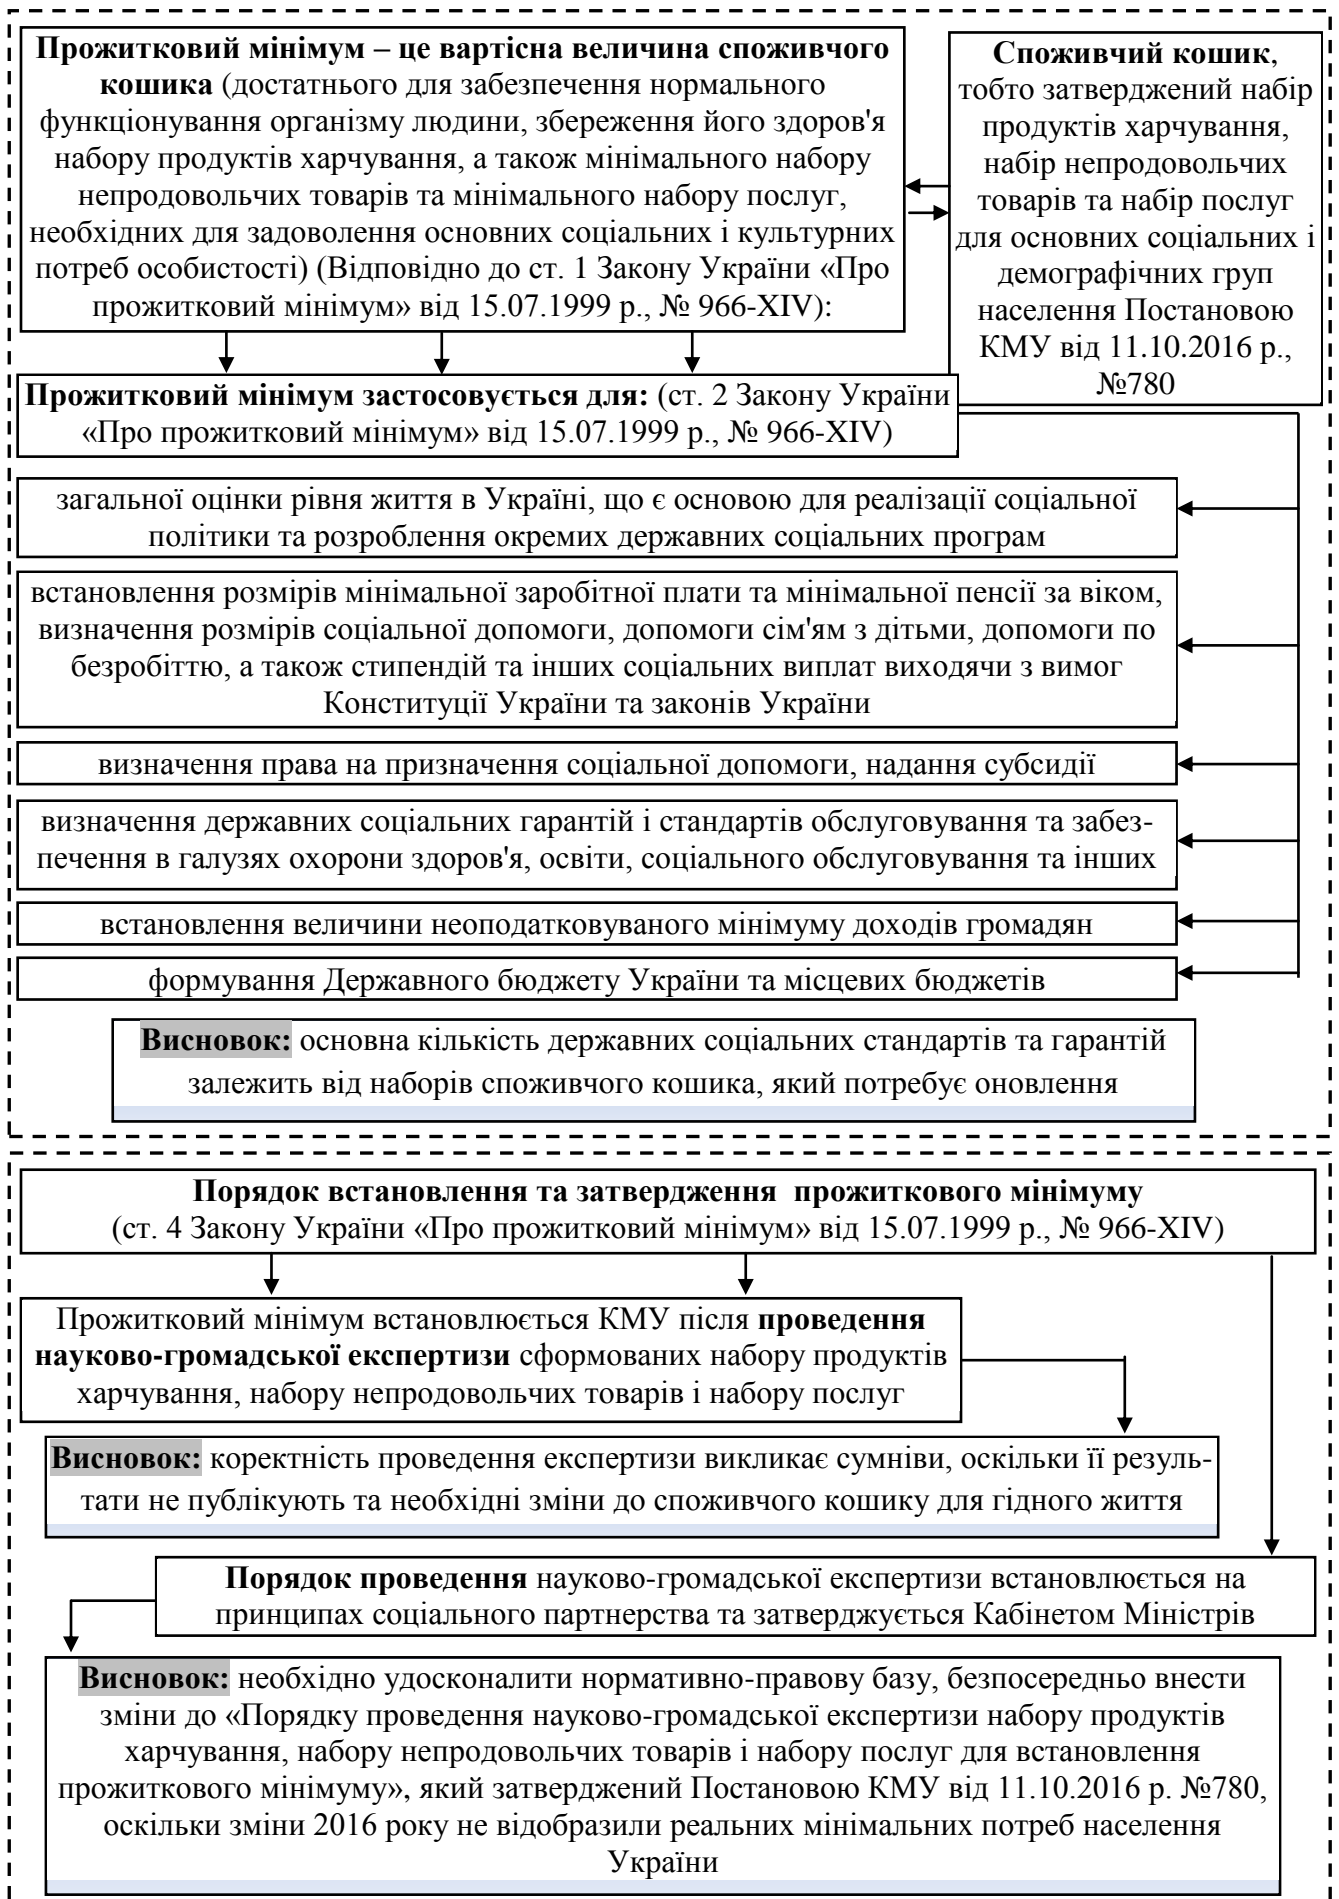 Прожитковий мінімум – це вартісна величина споживчого
кошика (достатнього для забезпечення нормального
функціонування організму людини, збереження його здоров'я
набору продуктів харчування, а також мінімального набору
непродовольчих товарів та мінімального набору послуг,
необхідних для задоволення основних соціальних і культурних
потреб особистості) (Відповідно до ст. 1 Закону України «Про
прожитковий мінімум» від 15.07.1999 р., № 966-XIV):
Споживчий кошик,
тобто затверджений набір
продуктів харчування,
набір непродовольчих
товарів та набір послуг
для основних соціальних і
демографічних груп
населення Постановою
КМУ від 11.10.2016 р.,
№780
Прожитковий мінімум застосовується для: (ст. 2 Закону України
«Про прожитковий мінімум» від 15.07.1999 р., № 966-XIV)
загальної оцінки рівня життя в Україні, що є основою для реалізації соціальної
політики та розроблення окремих державних соціальних програм
встановлення розмірів мінімальної заробітної плати та мінімальної пенсії за віком,
визначення розмірів соціальної допомоги, допомоги сім'ям з дітьми, допомоги по
безробіттю, а також стипендій та інших соціальних виплат виходячи з вимог
Конституції України та законів України
визначення права на призначення соціальної допомоги, надання субсидії
визначення державних соціальних гарантій і стандартів обслуговування та забез-
печення в галузях охорони здоров'я, освіти, соціального обслуговування та інших
встановлення величини неоподатковуваного мінімуму доходів громадян
формування Державного бюджету України та місцевих бюджетів
Висновок: основна кількість державних соціальних стандартів та гарантій
залежить від наборів споживчого кошика, який потребує оновлення
Порядок встановлення та затвердження прожиткового мінімуму
(ст. 4 Закону України «Про прожитковий мінімум» від 15.07.1999 р., № 966-XIV)
Прожитковий мінімум встановлюється КМУ після проведення
науково-громадської експертизи сформованих набору продуктів
харчування, набору непродовольчих товарів і набору послуг
Висновок: коректність проведення експертизи викликає сумніви, оскільки її резуль-
тати не публікують та необхідні зміни до споживчого кошику для гідного життя
Порядок проведення науково-громадської експертизи встановлюється на
принципах соціального партнерства та затверджується Кабінетом Міністрів
Висновок: необхідно удосконалити нормативно-правову базу, безпосередньо внести
зміни до «Порядку проведення науково-громадської експертизи набору продуктів
харчування, набору непродовольчих товарів і набору послуг для встановлення
прожиткового мінімуму», який затверджений Постановою КМУ від 11.10.2016 р. №780,
оскільки зміни 2016 року не відобразили реальних мінімальних потреб населення
України